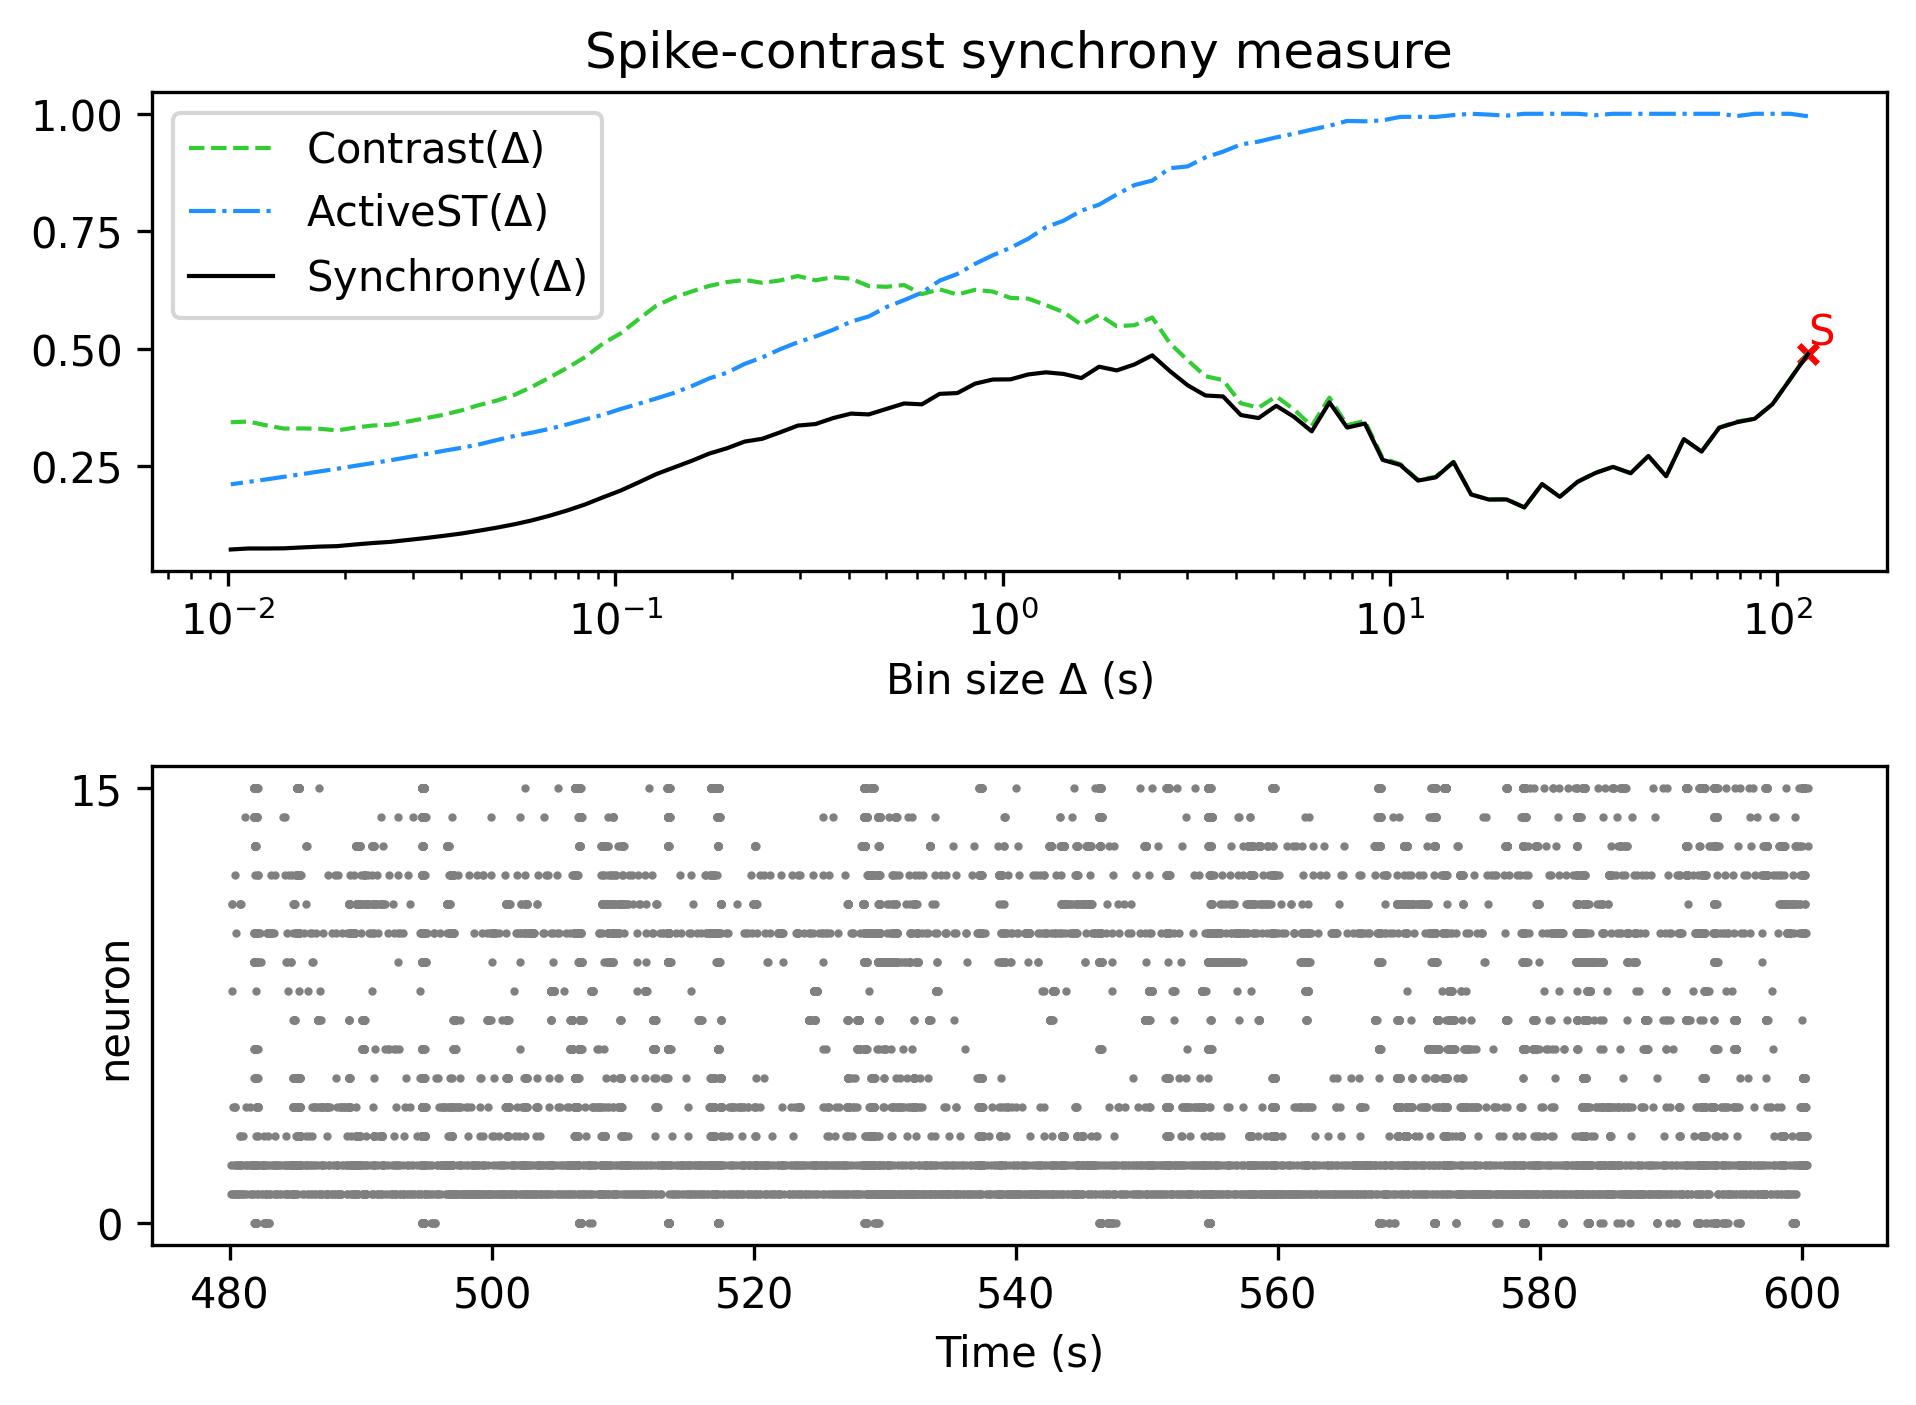 Spike-contrast synchrony measure
1.00
0.75
0.50
0.25
Contrast(Δ)
ActiveST(Δ)
Synchrony(Δ)
S
10⁻² 10⁻¹ 10⁰ 10¹ 10²
Bin size Δ (s)
15
0
neuron
480 500 520 540 560 580 600
Time (s)